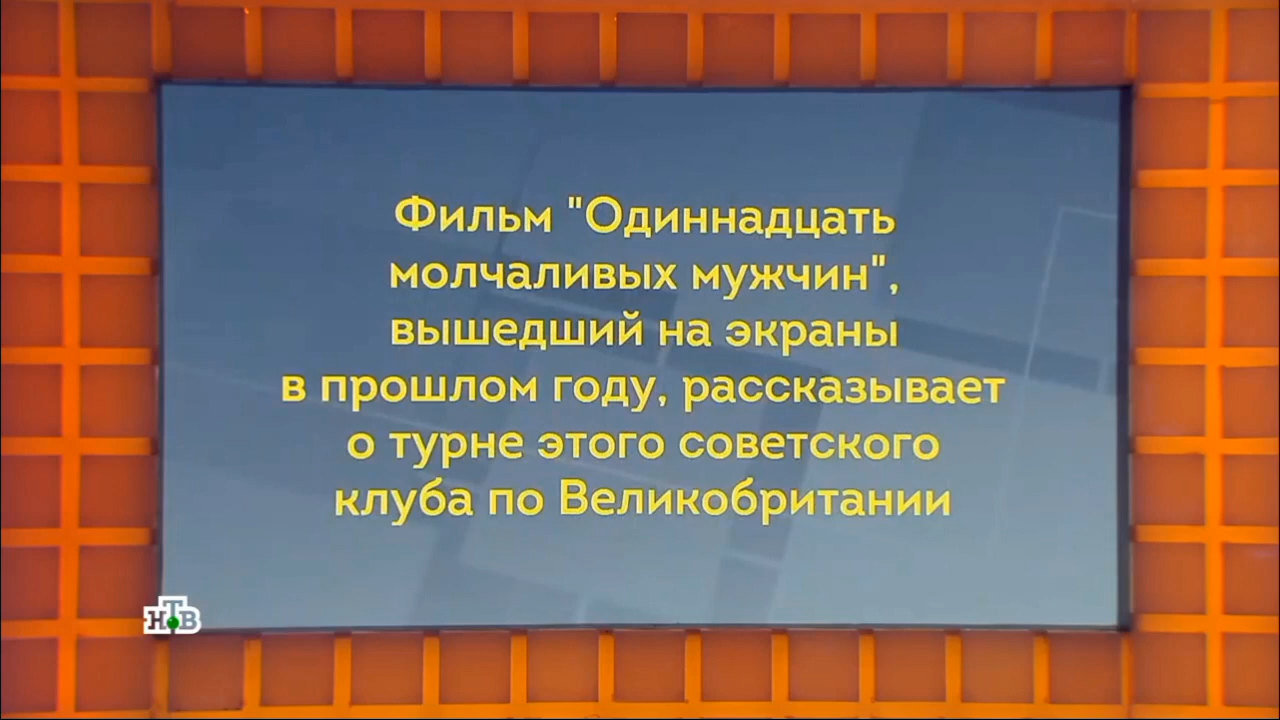 Фильм "Одиннадцать
молчаливых мужчин",
вышедший на экраны
в прошлом году, рассказывает
о турне этого советского
клуба по Великобритании
НТВ